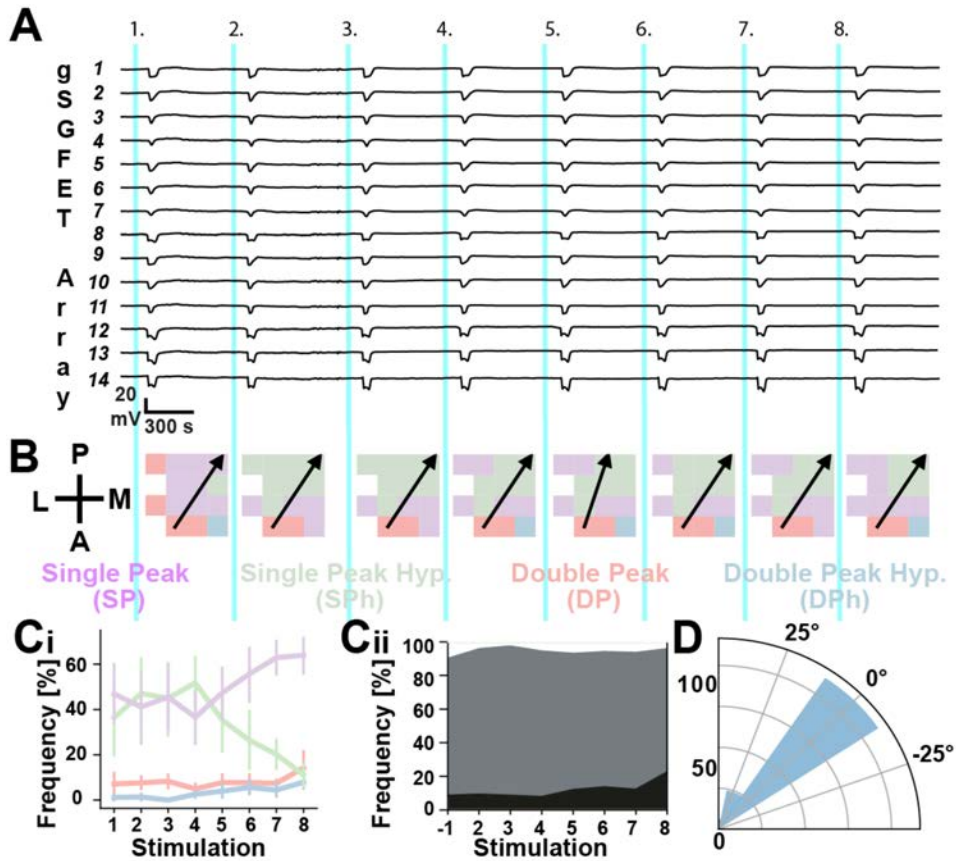 A
1. 2. 3. 4. 5. 6. 7. 8.
gSGFET Array
1
2
3
4
5
6
7
8
9
10
11
12
13
14
20
mV
300 s
B
P
L M
A
Single Peak
(SP)
Single Peak Hyp.
(SPh)
Double Peak
(DP)
Double Peak Hyp.
(DPh)
Ci
Frequency [%]
60
40
20
0
1 2 3 4 5 6 7 8
Stimulation
Cii
Frequency [%]
100
80
60
40
20
0
-1 2 3 4 5 6 7 8
Stimulation
D
25°
0°
-25°
100
50
0
0